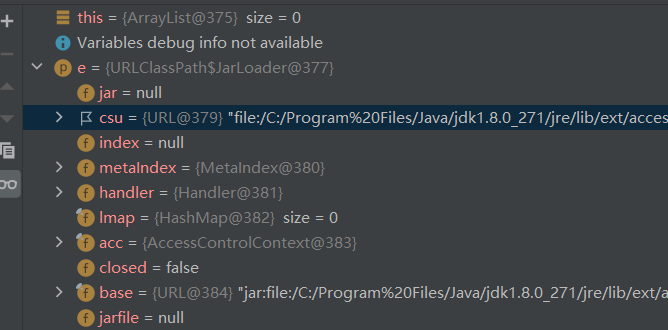 this = {ArrayList@375} size = 0
Variables debug info not available
p e = {URLClassPath$JarLoader@377}
f jar = null
csu = {URL@379} "file:/C:/Program%20Files/Java/jdk1.8.0_271/jre/lib/ext/acces
f index = null
f metaIndex = {MetaIndex@380}
f handler = {Handler@381}
f lmap = {HashMap@382} size = 0
f acc = {AccessControlContext@383}
f closed = false
f base = {URL@384} "jar:file:/C:/Program%20Files/Java/jdk1.8.0_271/jre/lib/ext/a
f jarfile = null